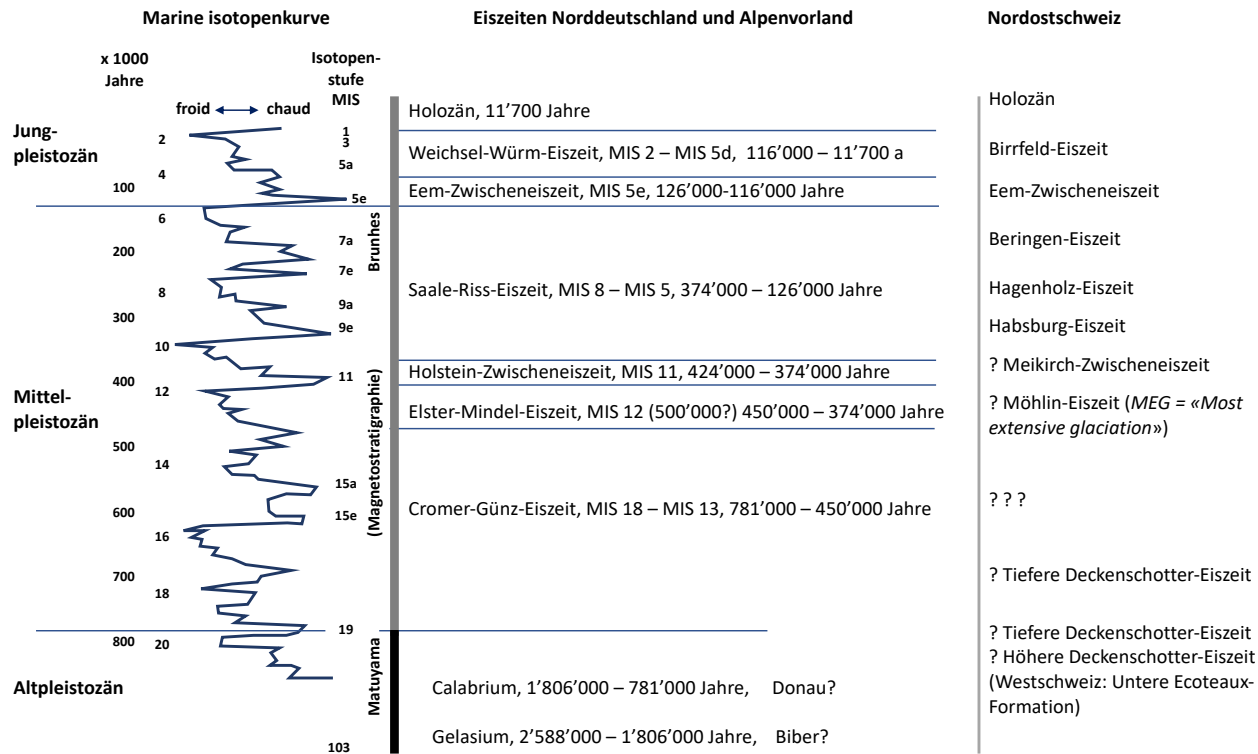 Marine isotopenkurve
Eiszeiten Norddeutschland und Alpenvorland
Nordostschweiz
x 1000
Jahre
Isotopen-
stufe
MIS
froid
chaud
Jung-
pleistozän
Mittel-
pleistozän
Altpleistozän
100
200
300
400
500
600
700
800
2
4
6
8
10
12
14
16
18
20
1
3
5a
5e
7a
7e
9a
9e
11
15a
15e
19
103
Brunhes
(Magnetostratigraphie)
Matuyama
Holozän, 11’700 Jahre
Weichsel-Würm-Eiszeit, MIS 2 – MIS 5d, 116’000 – 11’700 a
Eem-Zwischeneiszeit, MIS 5e, 126’000-116’000 Jahre
Saale-Riss-Eiszeit, MIS 8 – MIS 5, 374’000 – 126’000 Jahre
Holstein-Zwischeneiszeit, MIS 11, 424’000 – 374’000 Jahre
Elster-Mindel-Eiszeit, MIS 12 (500’000?) 450’000 – 374’000 Jahre
Cromer-Günz-Eiszeit, MIS 18 – MIS 13, 781’000 – 450’000 Jahre
Calabrium, 1’806’000 – 781’000 Jahre, Donau?
Gelasium, 2’588’000 – 1’806’000 Jahre, Biber?
Holozän
Birrfeld-Eiszeit
Eem-Zwischeneiszeit
Beringen-Eiszeit
Hagenholz-Eiszeit
Habsburg-Eiszeit
? Meikirch-Zwischeneiszeit
? Möhlin-Eiszeit (MEG = «Most
extensive glaciation»)
? ? ?
? Tiefere Deckenschotter-Eiszeit
? Tiefere Deckenschotter-Eiszeit
? Höhere Deckenschotter-Eiszeit
(Westschweiz: Untere Ecoteaux-
Formation)